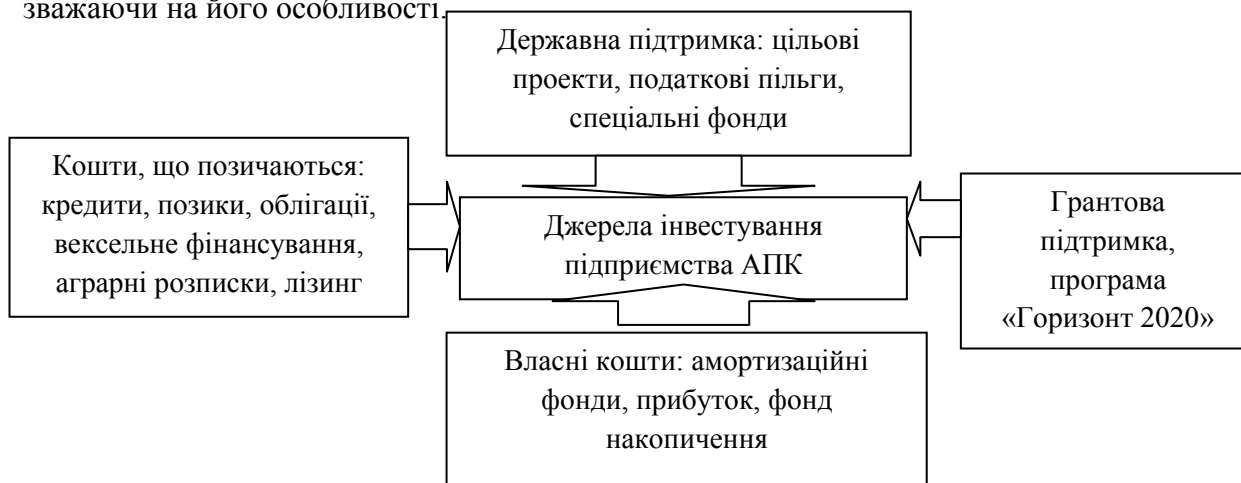 зважаючи на його особливості.
Державна підтримка: цільові
проекти, податкові пільги,
спеціальні фонди
Кошти, що позичаються:
кредити, позики, облігації,
вексельне фінансування,
аграрні розписки, лізинг
Джерела інвестування
підприємства АПК
Грантова
підтримка,
програма
«Горизонт 2020»
Власні кошти: амортизаційні
фонди, прибуток, фонд
накопичення